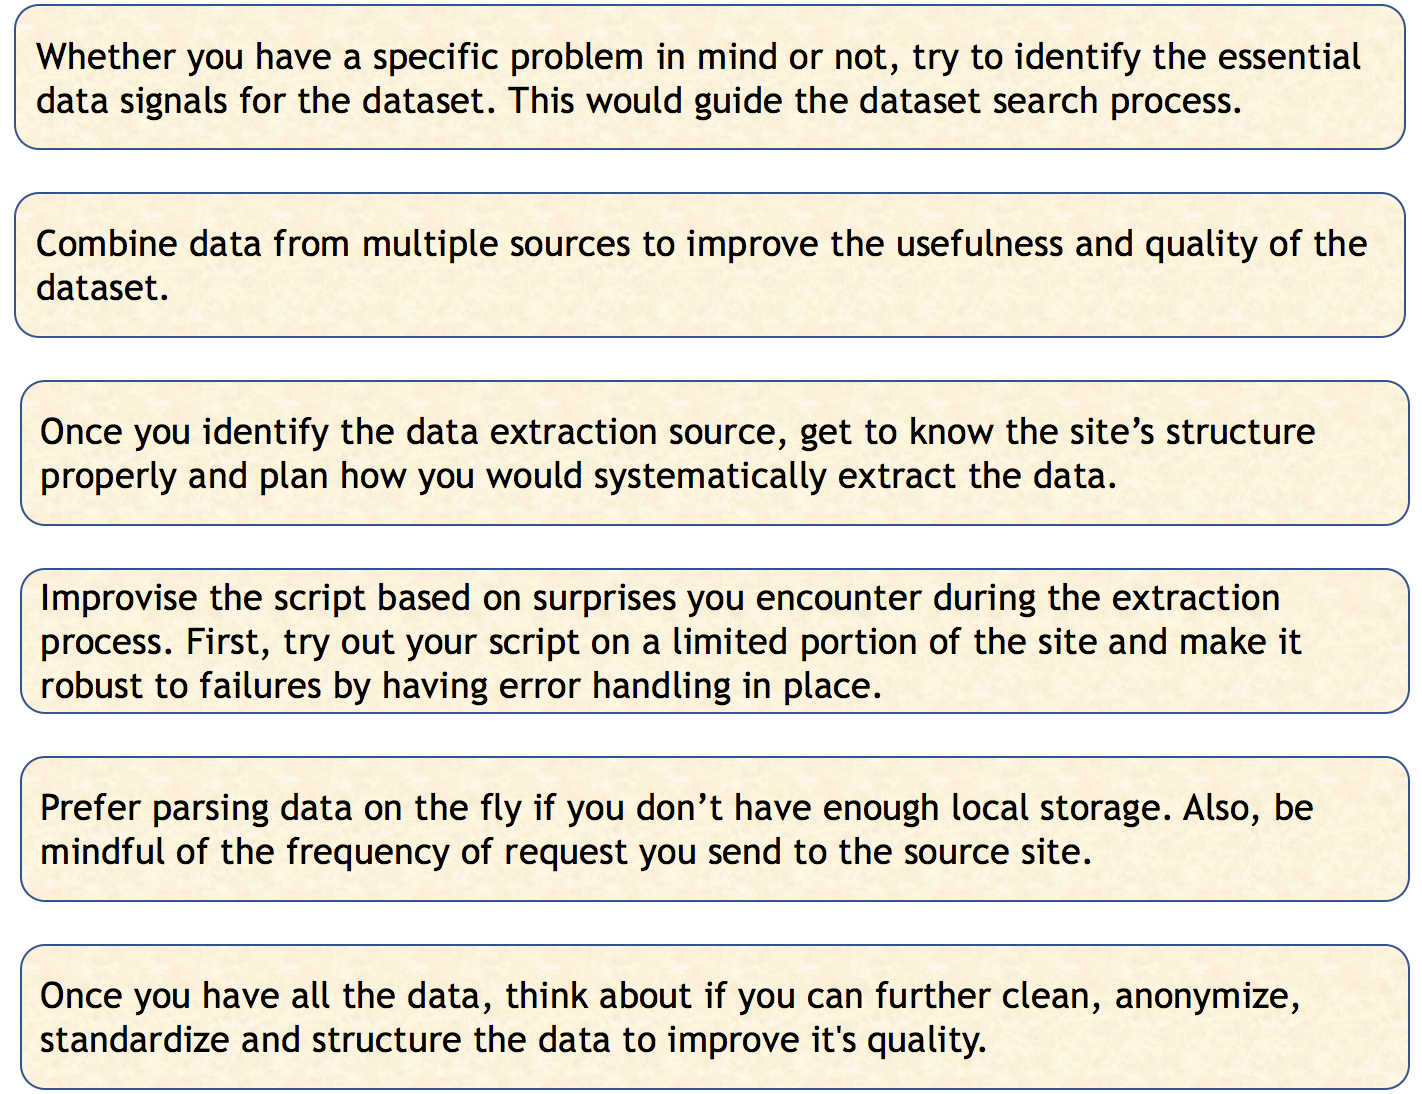 Whether you have a specific problem in mind or not, try to identify the essential
data signals for the dataset. This would guide the dataset search process.
Combine data from multiple sources to improve the usefulness and quality of the
dataset.
Once you identify the data extraction source, get to know the site’s structure
properly and plan how you would systematically extract the data.
Improvise the script based on surprises you encounter during the extraction
process. First, try out your script on a limited portion of the site and make it
robust to failures by having error handling in place.
Prefer parsing data on the fly if you don’t have enough local storage. Also, be
mindful of the frequency of request you send to the source site.
Once you have all the data, think about if you can further clean, anonymize,
standardize and structure the data to improve it's quality.